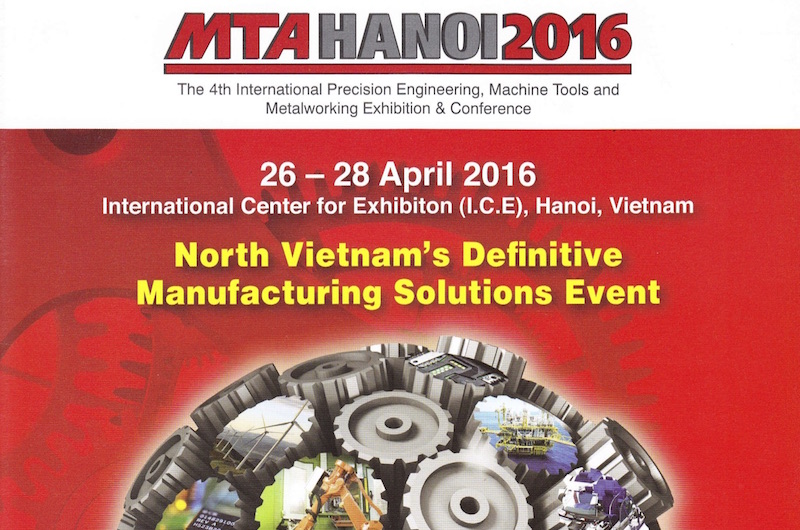 MTA HANOI 2016
The 4th International Precision Engineering, Machine Tools and
Metalworking Exhibition & Conference
26 – 28 April 2016
International Center for Exhibiton (I.C.E), Hanoi, Vietnam
North Vietnam's Definitive
Manufacturing Solutions Event